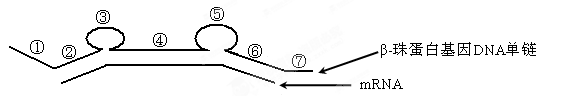 ① ② ③ ④ ⑤ ⑥ ⑦
β-珠蛋白基因DNA单链
mRNA